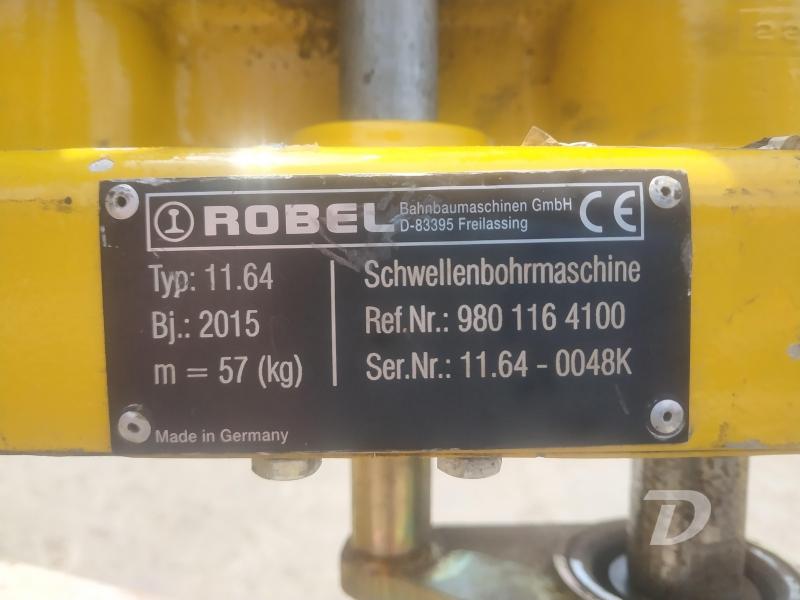 ROBEL Bahnbaumaschinen GmbH
D-83395 Freilassing CE
Typ: 11.64
Bj.: 2015
m = 57 (kg)
Schwellenbohrmaschine
Ref.Nr.: 980 116 4100
Ser.Nr.: 11.64 - 0048K
Made in Germany
D